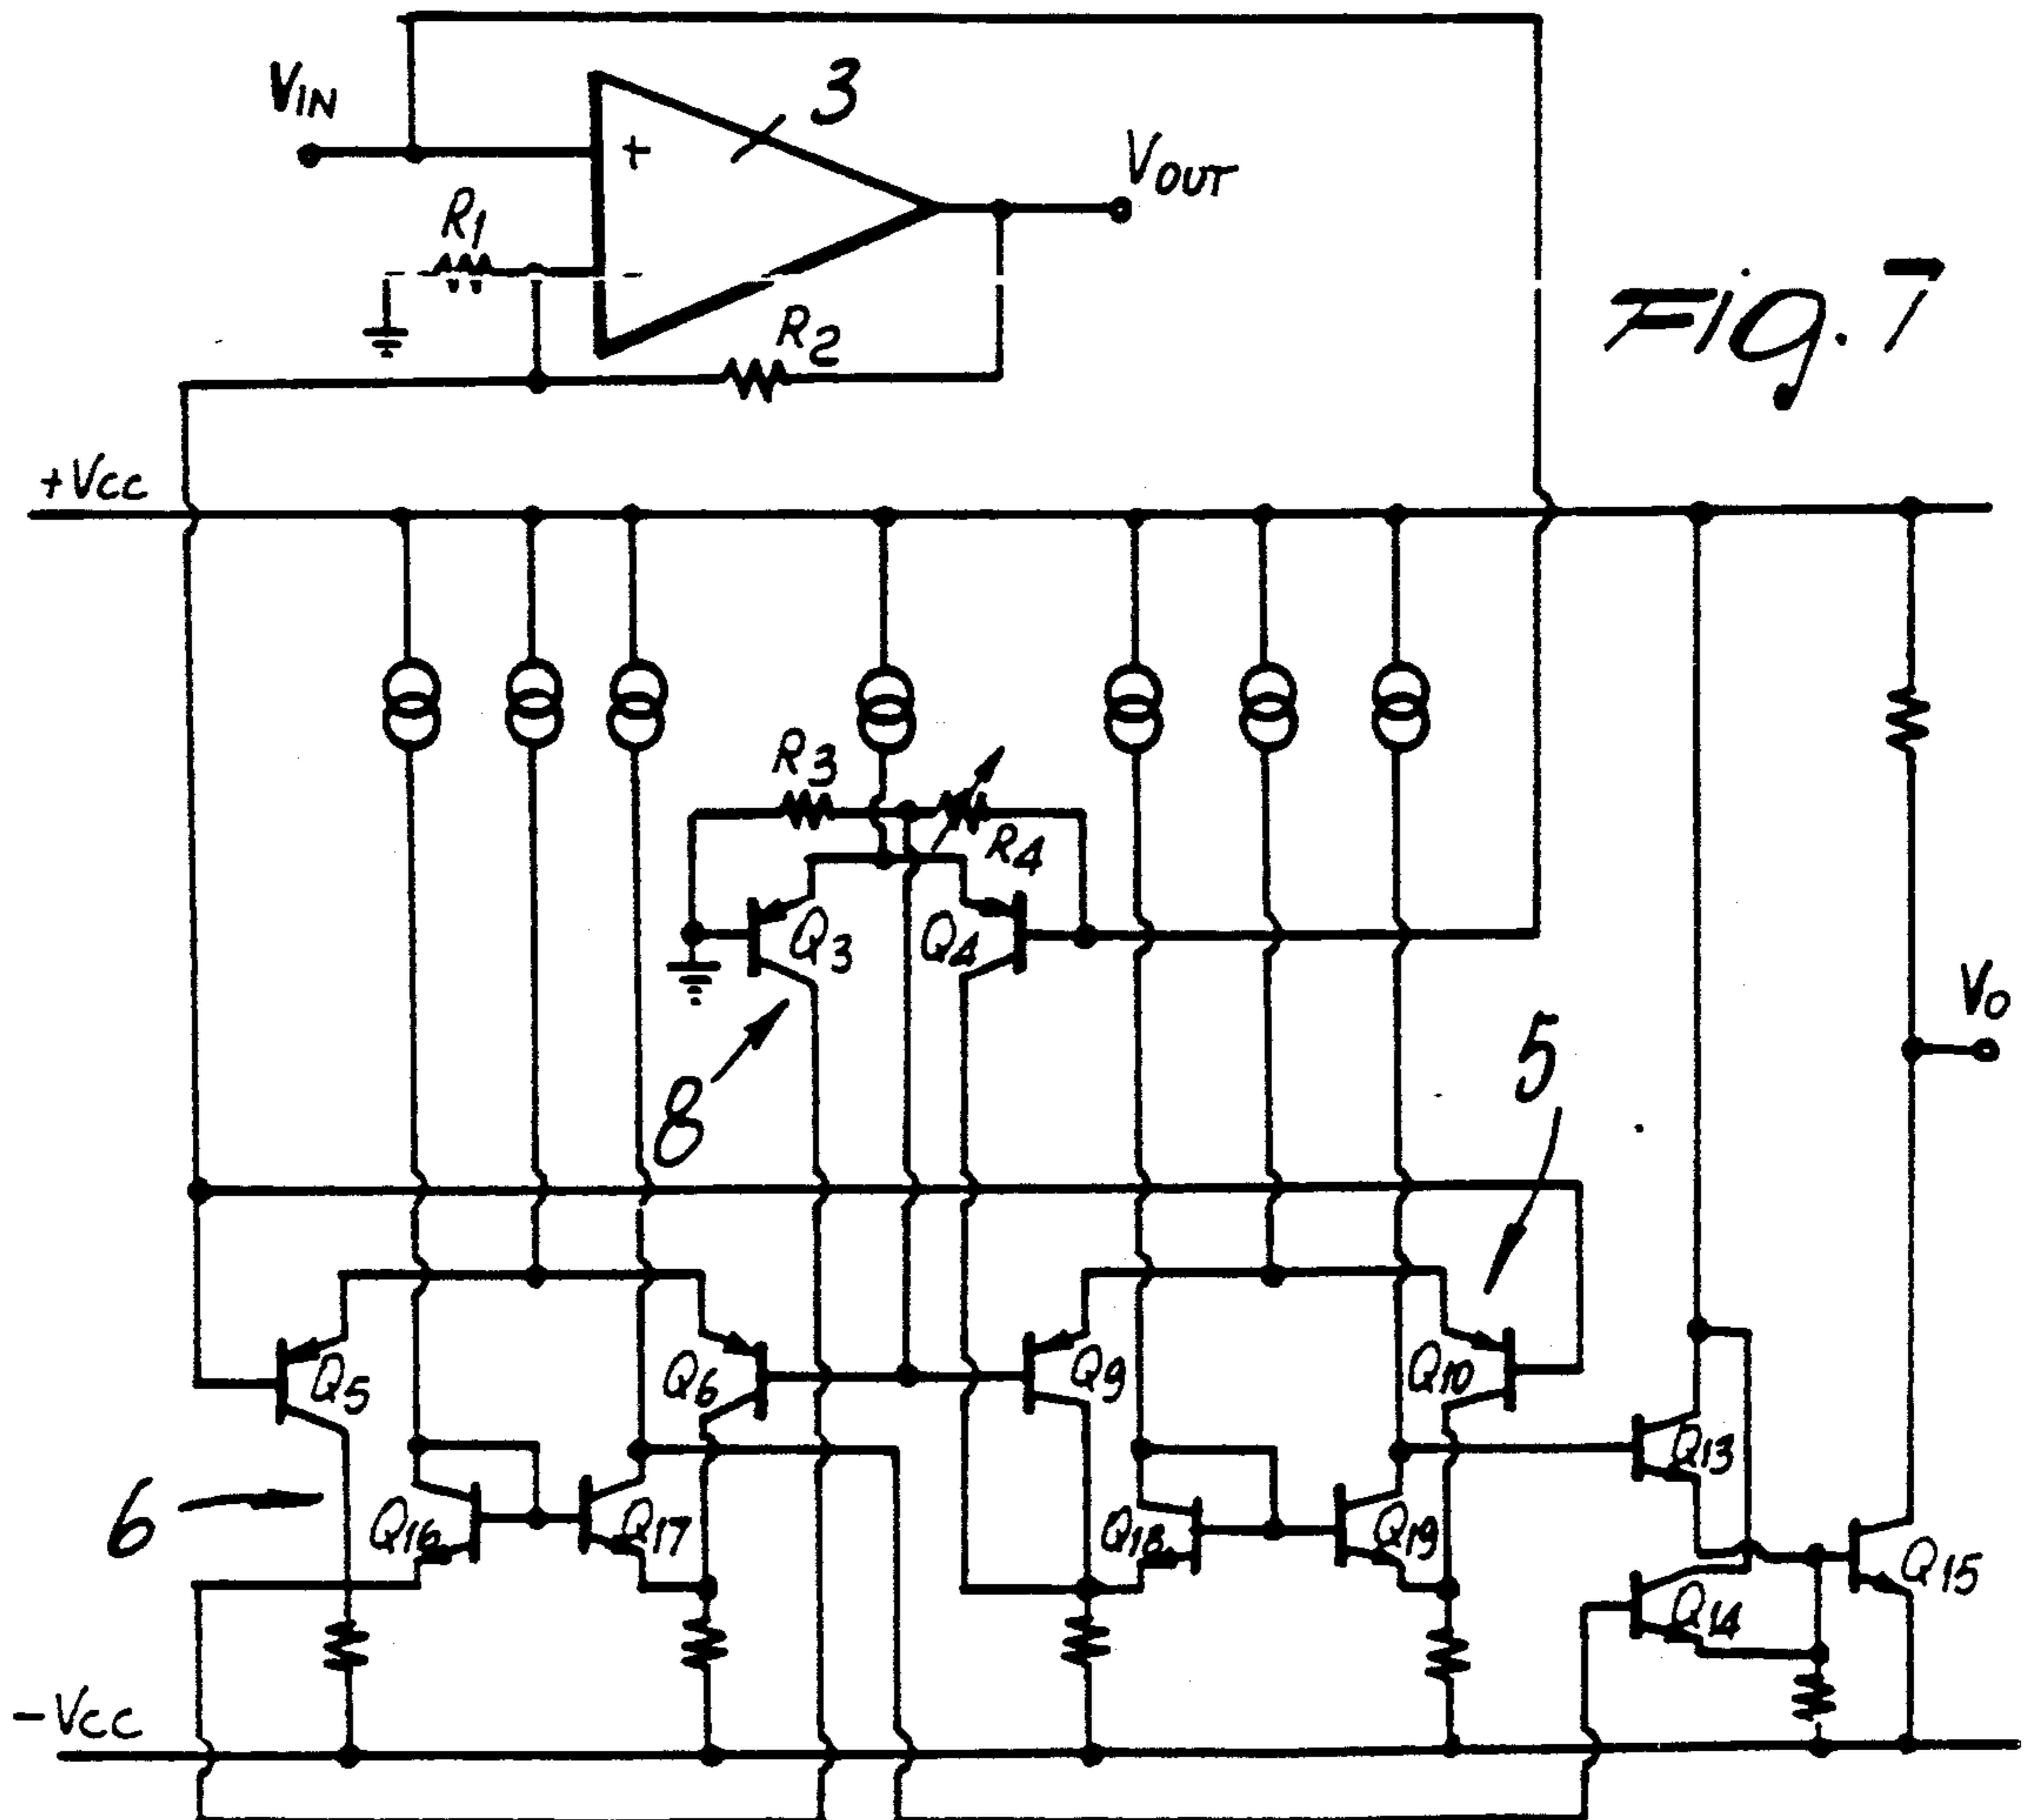 VIN
+
3
VOUT
R1
-
R2
FIG. 7
+VCC
R3
R4
Q3
Q4
8
5
VO
Q5
Q6
Q9
Q10
Q13
6
Q16
Q17
Q18
Q19
Q14
Q15
-VCC